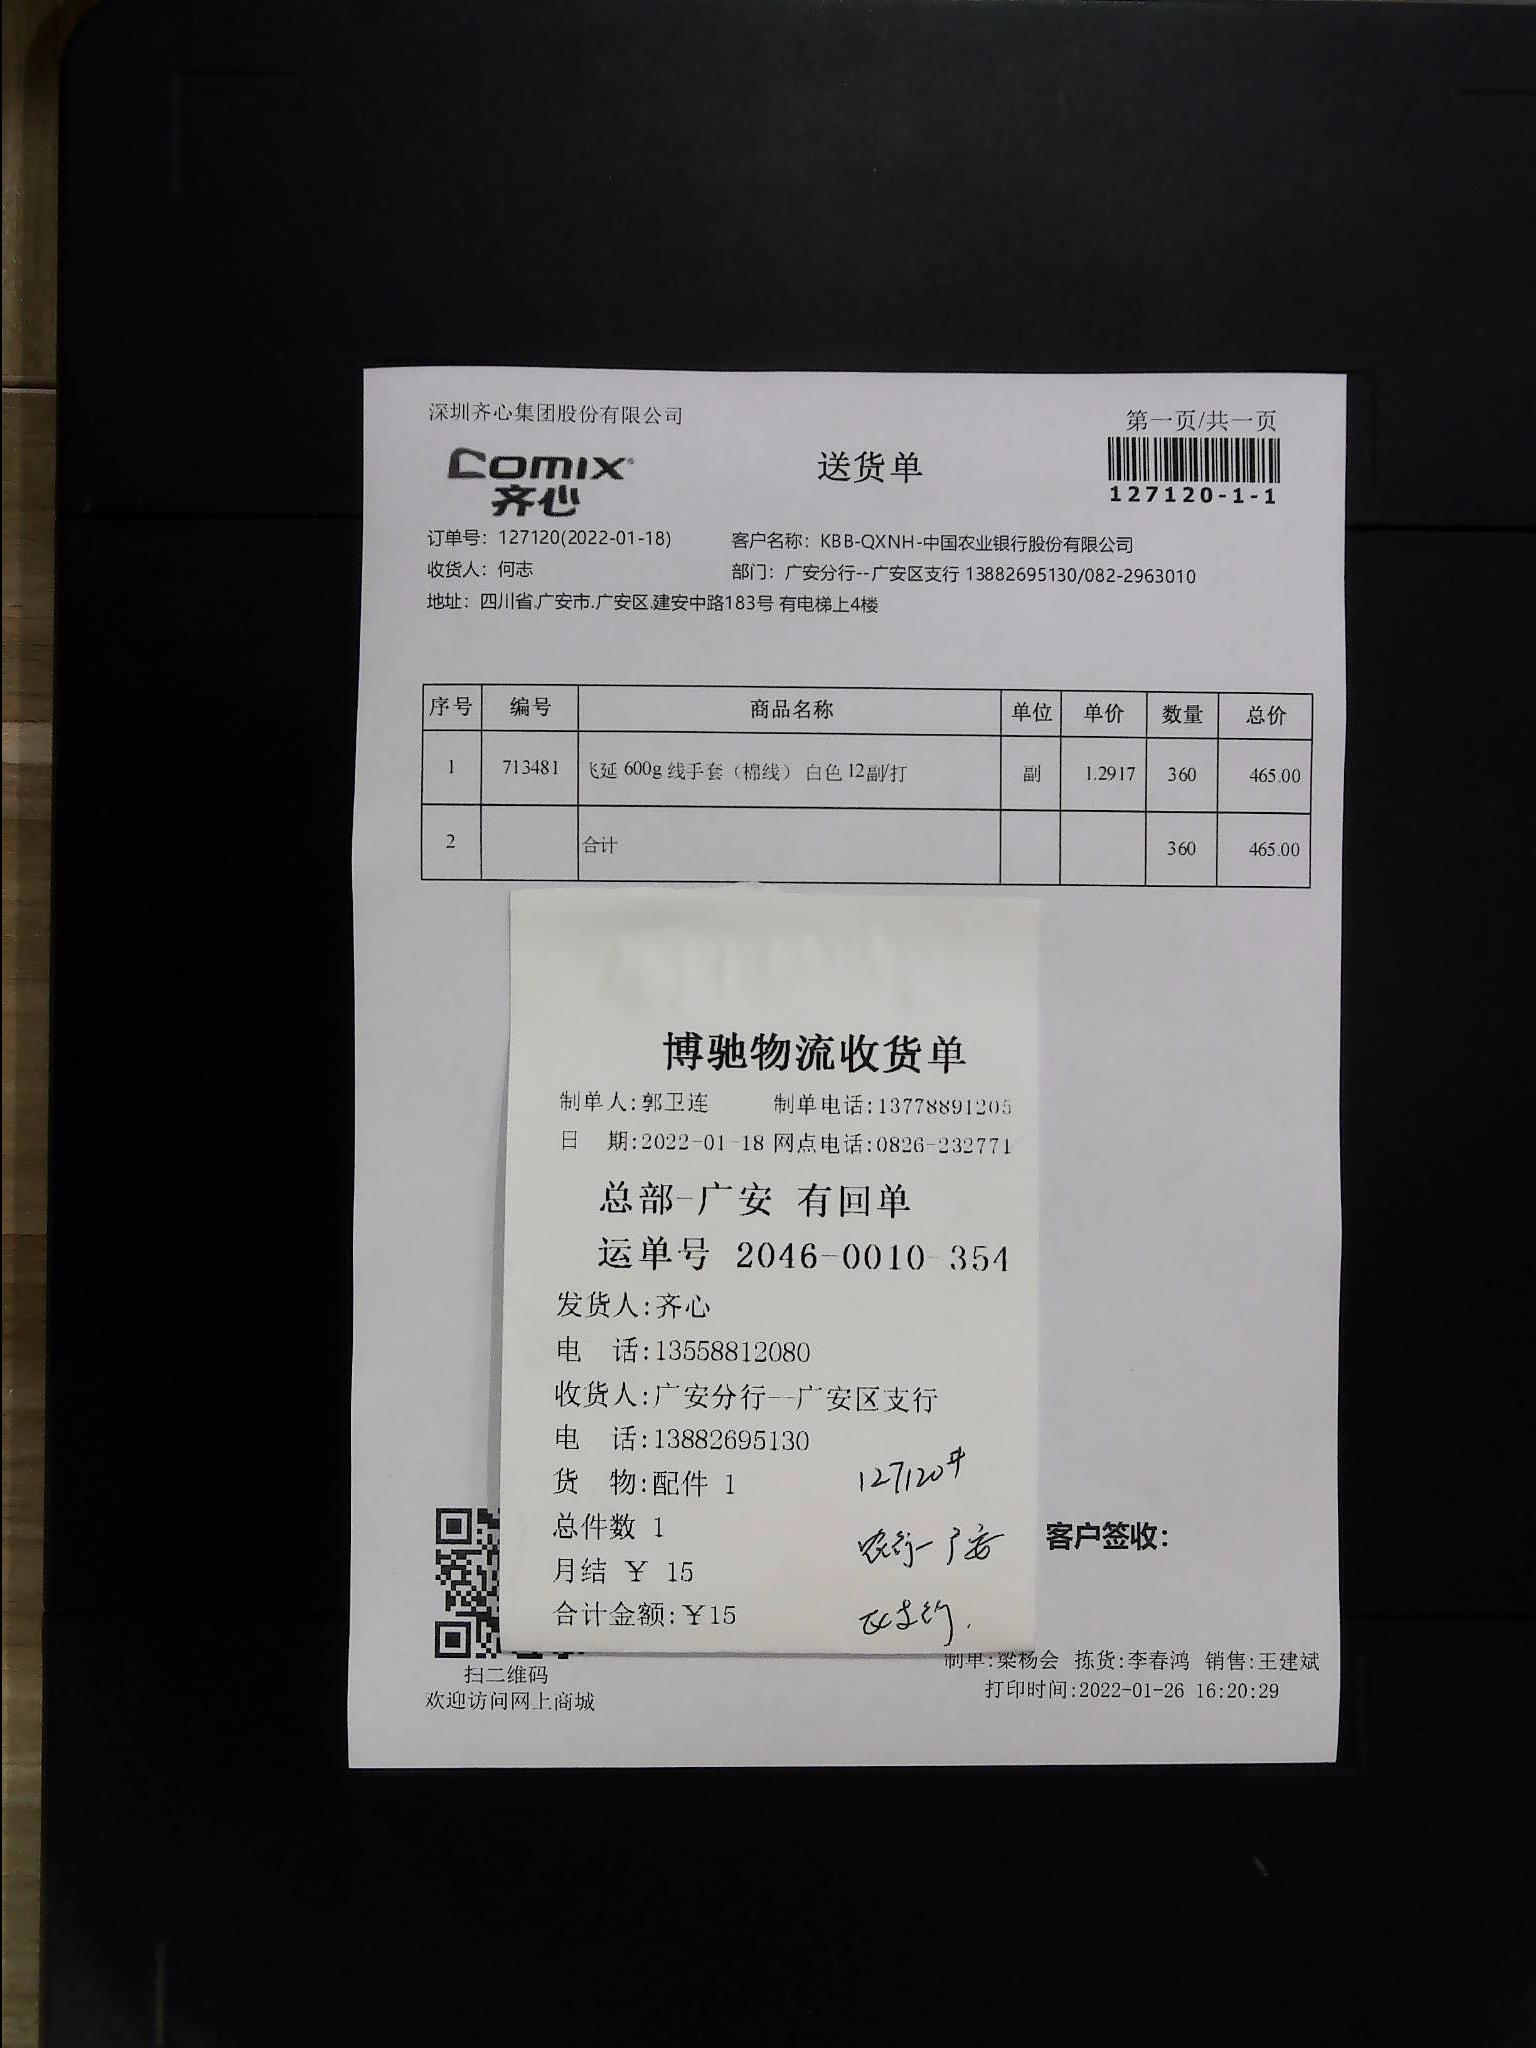 深圳齐心集团股份有限公司
第一页/共一页
comix
齐心
送货单
127120-1-1
订单号：127120(2022-01-18)
客户名称：KBB-QXNH-中国农业银行股份有限公司
收货人：何志
部门：广安分行--广安区支行 13882695130/082-2963010
地址：四川省.广安市.广安区.建安中路183号 有电梯上4楼
序号 编号 商品名称 单位 单价 数量 总价
1 713481 飞延 600g 线手套（棉线） 白色 12副/打 副 1.2917 360 465.00
2 合计 360 465.00
博驰物流收货单
制单人:郭卫连 制单电话:13778891205
日 期:2022-01-18 网点电话:0826-232771
总部-广安 有回单
运单号 2046-0010-354
发货人:齐心
电 话:13558812080
收货人:广安分行--广安区支行
电 话:13882695130
货 物:配件 1
127120#
总件数 1
农行-广安
月结 ￥ 15
合计金额:￥15
区支行.
客户签收：
扫二维码
欢迎访问网上商城
制单:梁杨会 拣货:李春鸿 销售:王建斌
打印时间:2022-01-26 16:20:29